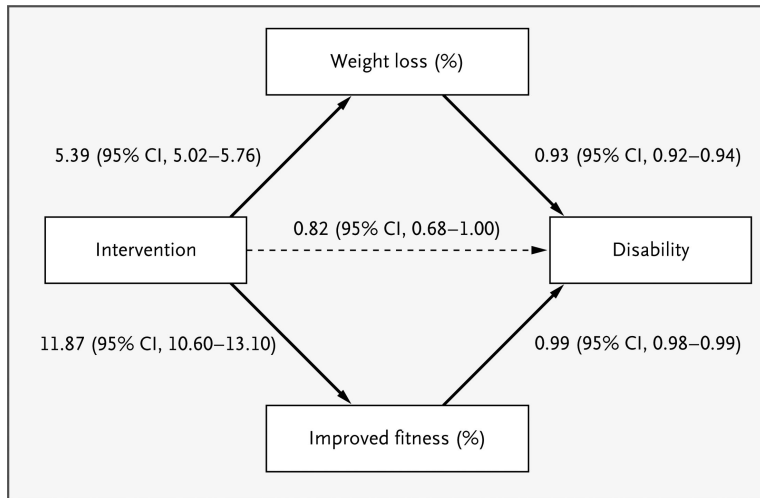 Weight loss (%)
5.39 (95% CI, 5.02–5.76)
0.93 (95% CI, 0.92–0.94)
0.82 (95% CI, 0.68–1.00)
Intervention
Disability
11.87 (95% CI, 10.60–13.10)
0.99 (95% CI, 0.98–0.99)
Improved fitness (%)